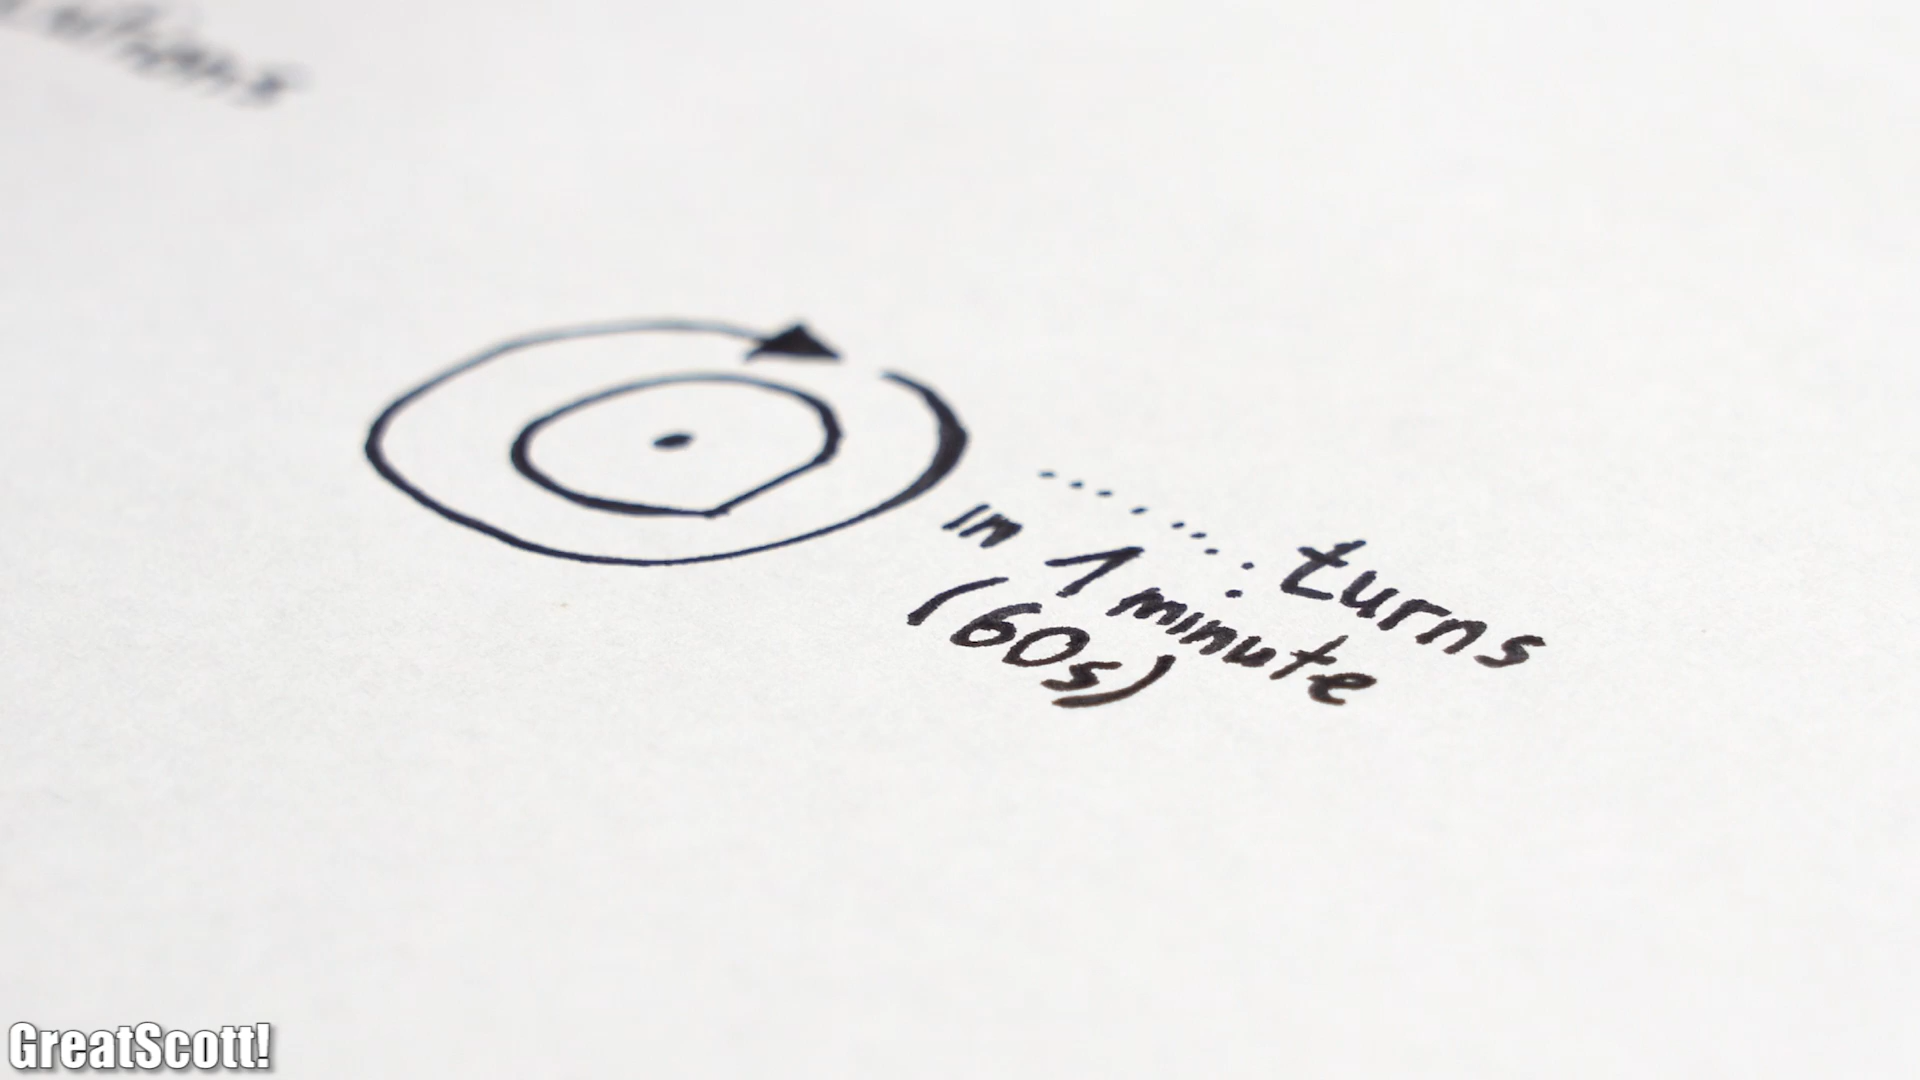 ........ turns
in 1 minute
(60s)
GreatScott!